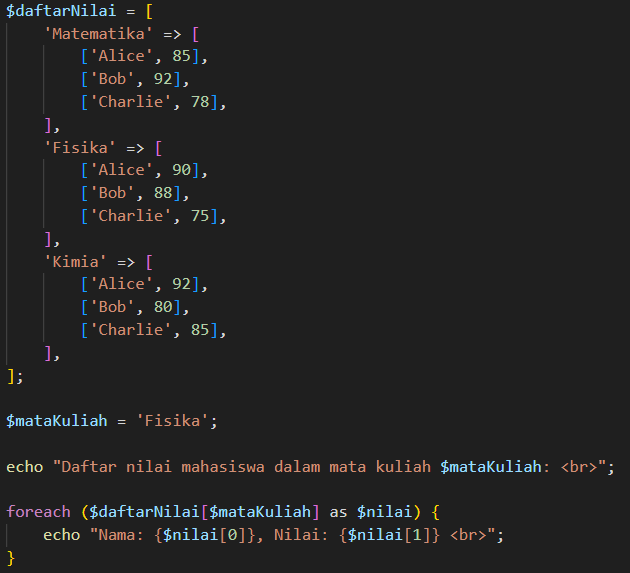 $daftarNilai = [
    'Matematika' => [
        ['Alice', 85],
        ['Bob', 92],
        ['Charlie', 78],
    ],
    'Fisika' => [
        ['Alice', 90],
        ['Bob', 88],
        ['Charlie', 75],
    ],
    'Kimia' => [
        ['Alice', 92],
        ['Bob', 80],
        ['Charlie', 85],
    ],
];

$mataKuliah = 'Fisika';

echo "Daftar nilai mahasiswa dalam mata kuliah $mataKuliah: <br>";

foreach ($daftarNilai[$mataKuliah] as $nilai) {
    echo "Nama: {$nilai[0]}, Nilai: {$nilai[1]} <br>";
}